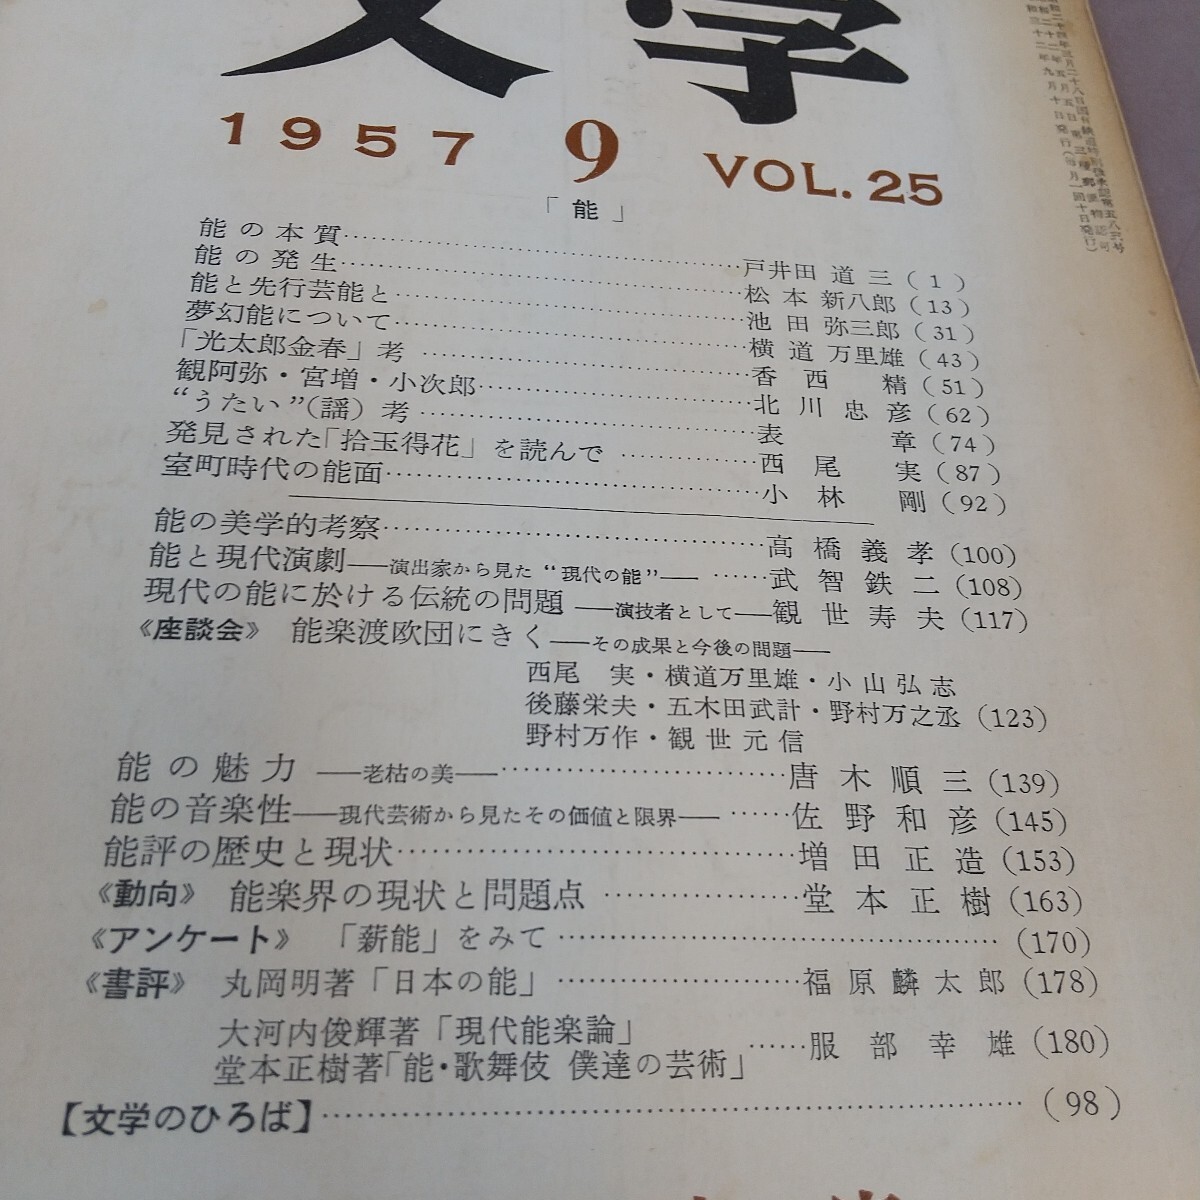 文学
1957 9 VOL. 25
「能」
能の本質……戸井田道三(1)
能の発生……松本新八郎(13)
能と先行芸能と……池田弥三郎(31)
夢幻能について……横道万里雄(43)
「光太郎金春」考……香西 精(51)
観阿弥・宮増・小次郎……北川忠彦(62)
“うたい”(謡)考……表 章(74)
発見された「拾玉得花」を読んで……西尾 実(87)
室町時代の能面……小林 剛(92)
能の美学的考察……高橋義孝(100)
能と現代演劇——演出家から見た“現代の能”——……武智鉄二(108)
現代の能に於ける伝統の問題——演技者として——観世寿夫(117)
《座談会》 能楽渡欧団にきく——その成果と今後の問題——
西尾 実・横道万里雄・小山弘志
後藤栄夫・五木田武計・野村万之丞(123)
野村万作・観世元信
能の魅力——老枯の美——……唐木順三(139)
能の音楽性——現代芸術から見たその価値と限界——……佐野和彦(145)
能評の歴史と現状……増田正造(153)
《動向》 能楽界の現状と問題点……堂本正樹(163)
《アンケート》 「薪能」をみて……(170)
《書評》 丸岡明著「日本の能」……福原麟太郎(178)
大河内俊輝著「現代能楽論」
堂本正樹著「能・歌舞伎 僕達の芸術」……服部幸雄(180)
【文学のひろば】……(98)